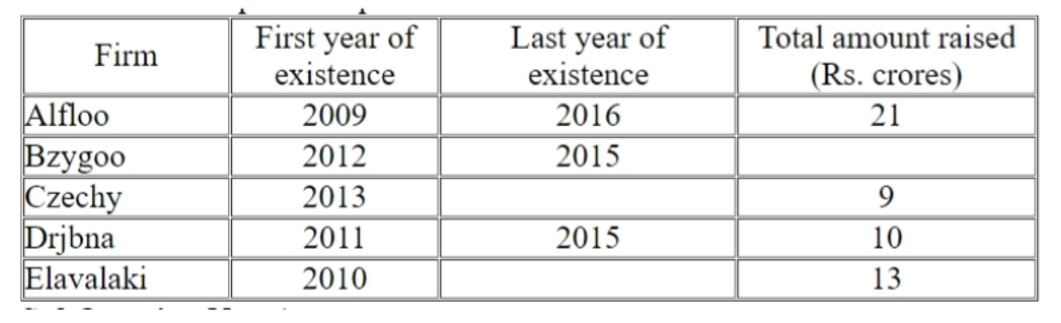 Firm First year of existence Last year of existence Total amount raised (Rs. crores)
Alfloo 2009 2016 21
Bzygoo 2012 2015
Czechy 2013 9
Drjbna 2011 2015 10
Elavalaki 2010 13